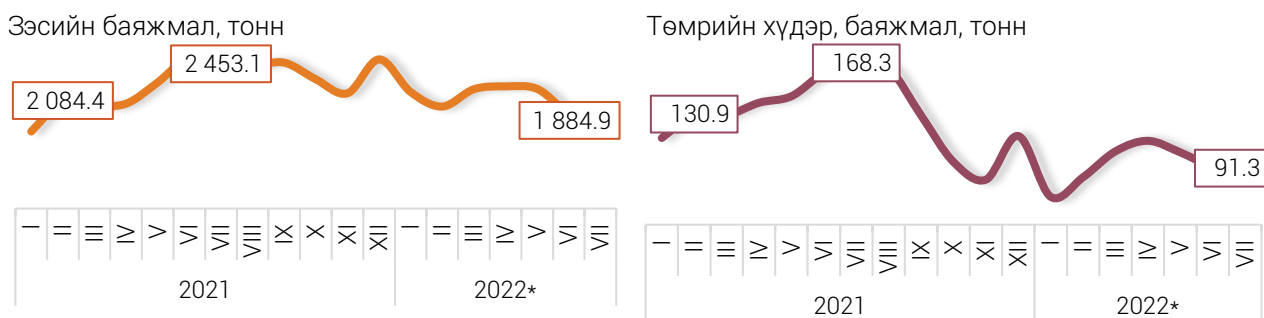 Зэсийн баяжмал, тонн
2 453.1
2 084.4
1 884.9
I II III IV V VI VII VIII IX X XI XII I II III IV V VI VII
2021 2022*
Төмрийн хүдэр, баяжмал, тонн
168.3
130.9
91.3
I II III IV V VI VII VIII IX X XI XII I II III IV V VI VII
2021 2022*